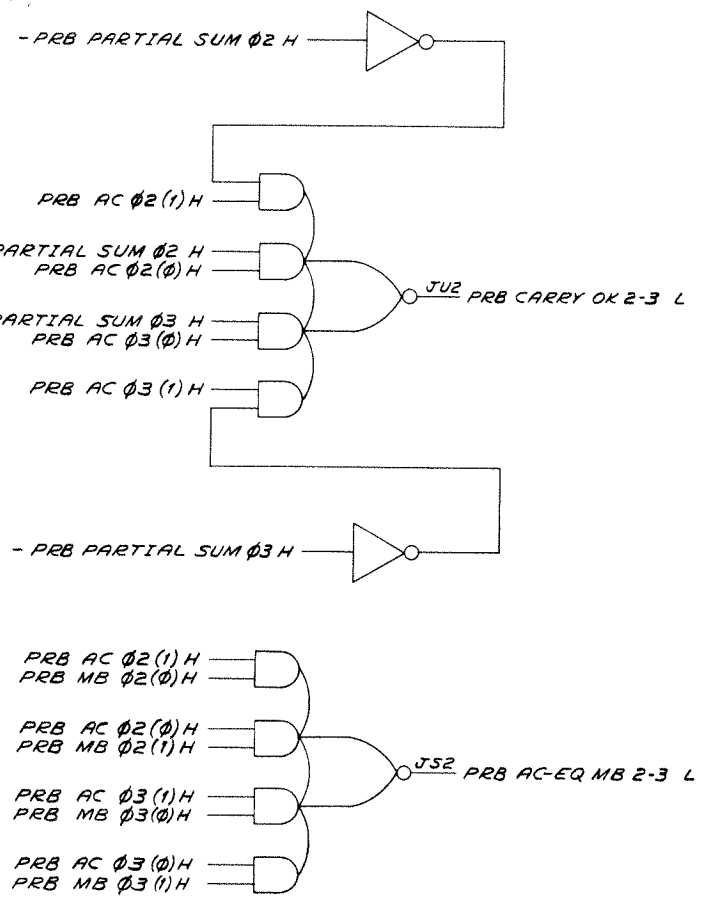 - PRB PARTIAL SUM Ø2 H
PRB AC Ø2(1) H
PARTIAL SUM Ø2 H
PRB AC Ø2(Ø) H
JU2 PRB CARRY OK 2-3 L
PARTIAL SUM Ø3 H
PRB AC Ø3(Ø) H
PRB AC Ø3(1) H
- PRB PARTIAL SUM Ø3 H
PRB AC Ø2(1) H
PRB MB Ø2(Ø) H
PRB AC Ø2(Ø) H
PRB MB Ø2(1) H
JS2 PRB AC-EQ MB 2-3 L
PRB AC Ø3(1) H
PRB MB Ø3(Ø) H
PRB AC Ø3(Ø) H
PRB MB Ø3(1) H